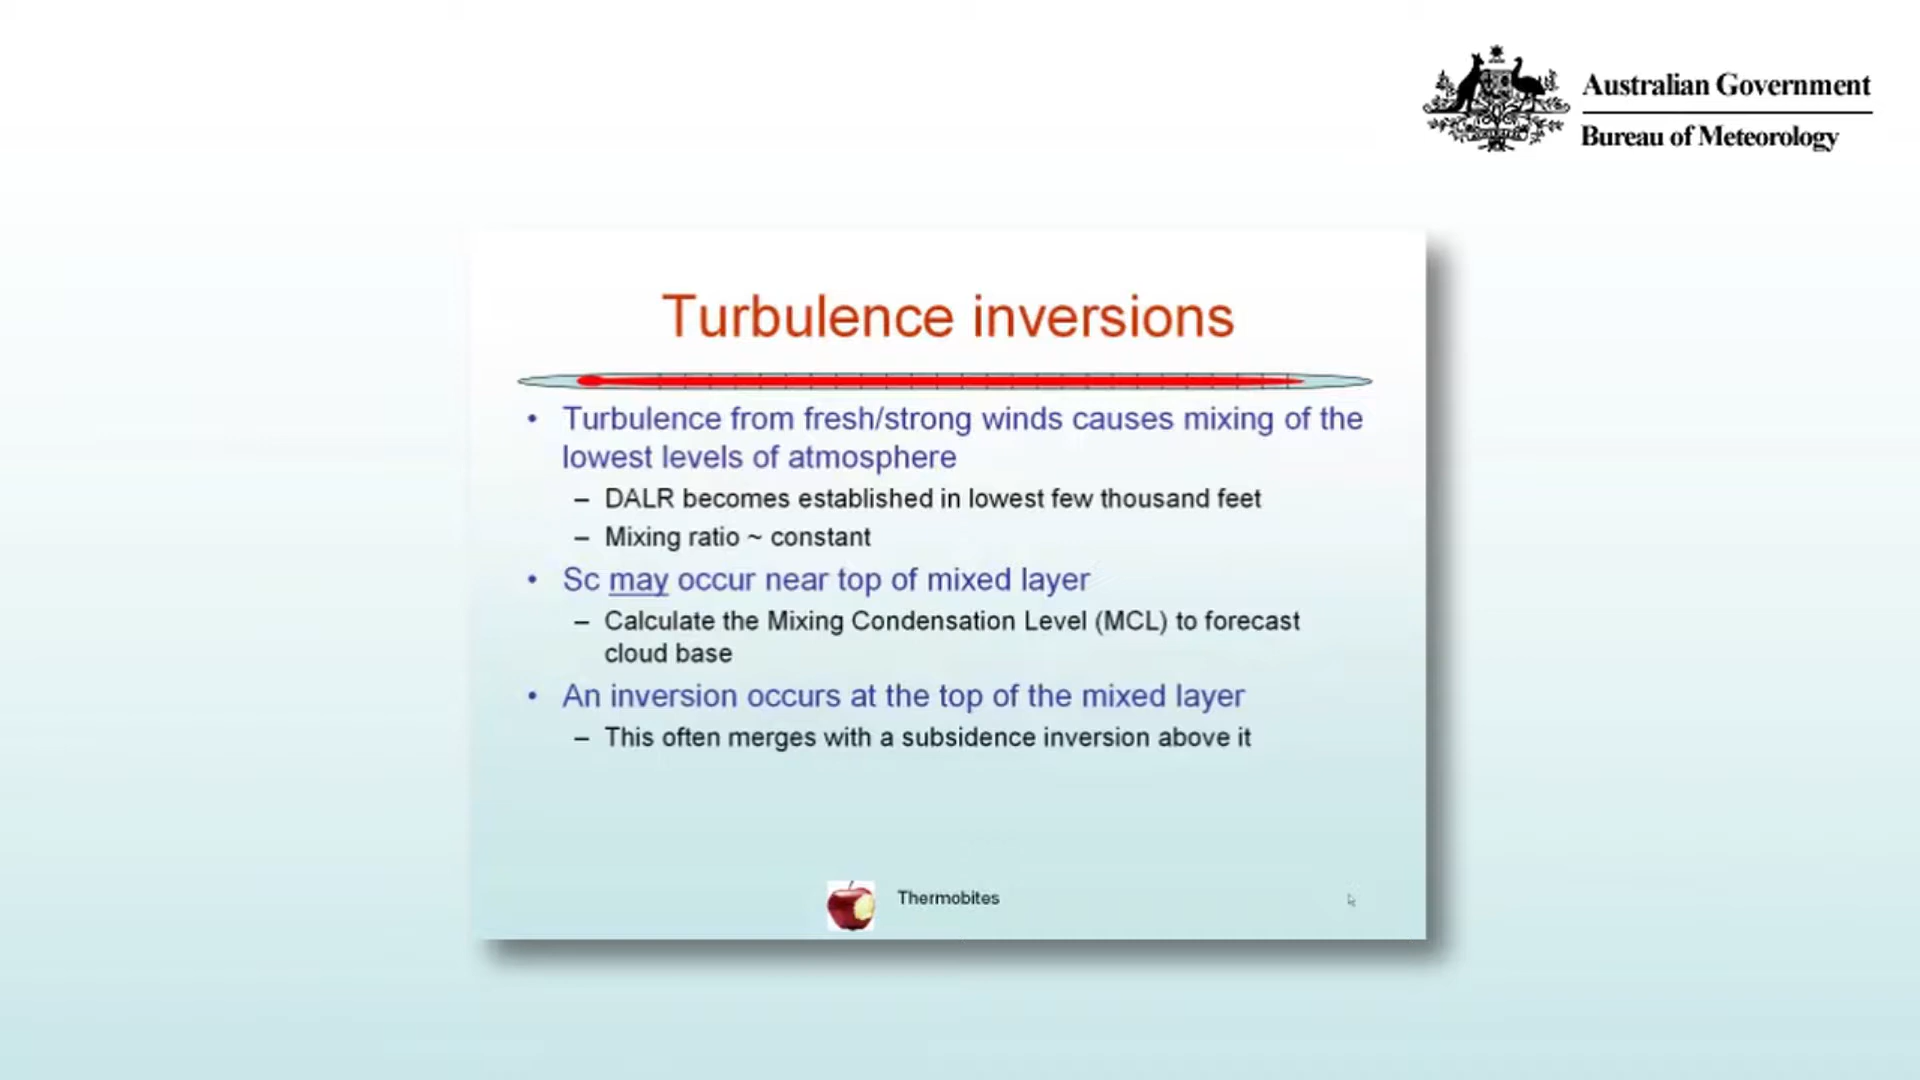 Australian Government
Bureau of Meteorology
Turbulence inversions
• Turbulence from fresh/strong winds causes mixing of the
lowest levels of atmosphere
– DALR becomes established in lowest few thousand feet
– Mixing ratio ~ constant
• Sc may occur near top of mixed layer
– Calculate the Mixing Condensation Level (MCL) to forecast
cloud base
• An inversion occurs at the top of the mixed layer
– This often merges with a subsidence inversion above it
Thermobites